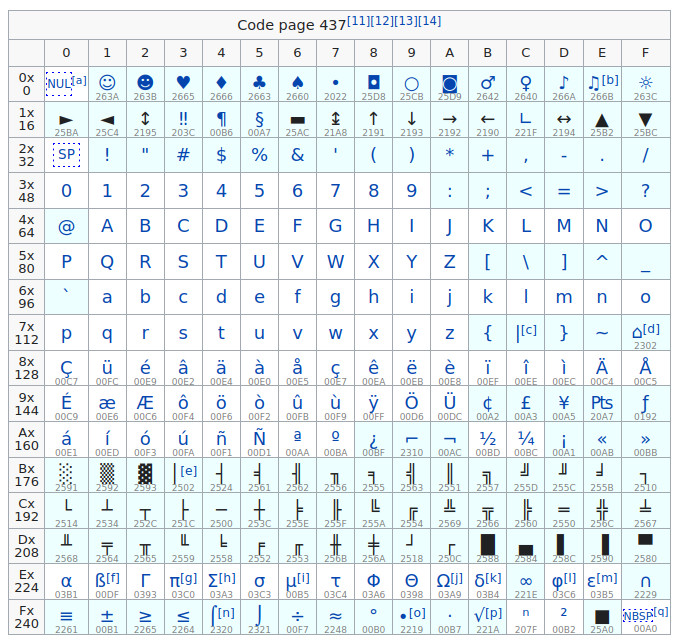 Code page 437[11][12][13][14]
0 1 2 3 4 5 6 7 8 9 A B C D E F
0x NUL[a] ☺ ☻ ♥ ♦ ♣ ♠ • ◘ ○ ◙ ♂ ♀ ♪ ♫[b] ☼
0 263A 263B 2665 2666 2663 2660 2022 25D8 25CB 25D9 2642 2640 266A 266B 263C
1x ► ◄ ↕ ‼ ¶ § ▬ ↨ ↑ ↓ → ← ∟ ↔ ▲ ▼
16 25BA 25C4 2195 203C 00B6 00A7 25AC 21A8 2191 2193 2192 2190 221F 2194 25B2 25BC
2x SP ! " # $ % & ' ( ) * + , - . /
32
3x 0 1 2 3 4 5 6 7 8 9 : ; < = > ?
48
4x @ A B C D E F G H I J K L M N O
64
5x P Q R S T U V W X Y Z [ \ ] ^ _
80
6x ` a b c d e f g h i j k l m n o
96
7x p q r s t u v w x y z { |[c] } ~ ⌂[d]
112 2302
8x Ç ü é â ä à å ç ê ë è ï î ì Ä Å
128 00C7 00FC 00E9 00E2 00E4 00E0 00E5 00E7 00EA 00EB 00E8 00EF 00EE 00EC 00C4 00C5
9x É æ Æ ô ö ò û ù ÿ Ö Ü ¢ £ ¥ ₧ ƒ
144 00C9 00E6 00C6 00F4 00F6 00F2 00FB 00F9 00FF 00D6 00DC 00A2 00A3 00A5 20A7 0192
Ax á í ó ú ñ Ñ ª º ¿ ⌐ ¬ ½ ¼ ¡ « »
160 00E1 00ED 00F3 00FA 00F1 00D1 00AA 00BA 00BF 2310 00AC 00BD 00BC 00A1 00AB 00BB
Bx ░ ▒ ▓ │[e] ┤ ╡ ╢ ╖ ╕ ╣ ║ ╗ ╝ ╜ ╛ ┐
176 2591 2592 2593 2502 2524 2561 2562 2556 2555 2563 2551 2557 255D 255C 255B 2510
Cx └ ┴ ┬ ├ ─ ┼ ╞ ╟ ╚ ╔ ╩ ╦ ╠ ═ ╬ ╧
192 2514 2534 252C 251C 2500 253C 255E 255F 255A 2554 2569 2566 2560 2550 256C 2567
Dx ╨ ╤ ╥ ╙ ╘ ╒ ╓ ╫ ╪ ┘ ┌ █ ▄ ▌ ▐ ▀
208 2568 2564 2565 2559 2558 2552 2553 256B 256A 2518 250C 2588 2584 258C 2590 2580
Ex α ß[f] Γ π[g] Σ[h] σ µ[i] τ Φ Θ Ω[j] δ[k] ∞ φ[l] ε[m] ∩
224 03B1 00DF 0393 03C0 03A3 03C3 00B5 03C4 03A6 0398 03A9 03B4 221E 03C6 03B5 2229
Fx ≡ ± ≥ ≤ ⌠[n] ⌡ ÷ ≈ ° ∙[o] · √[p] ⁿ ² ■ NBSP[q]
240 2261 00B1 2265 2264 2320 2321 00F7 2248 00B0 2219 00B7 221A 207F 00B2 25A0 00A0